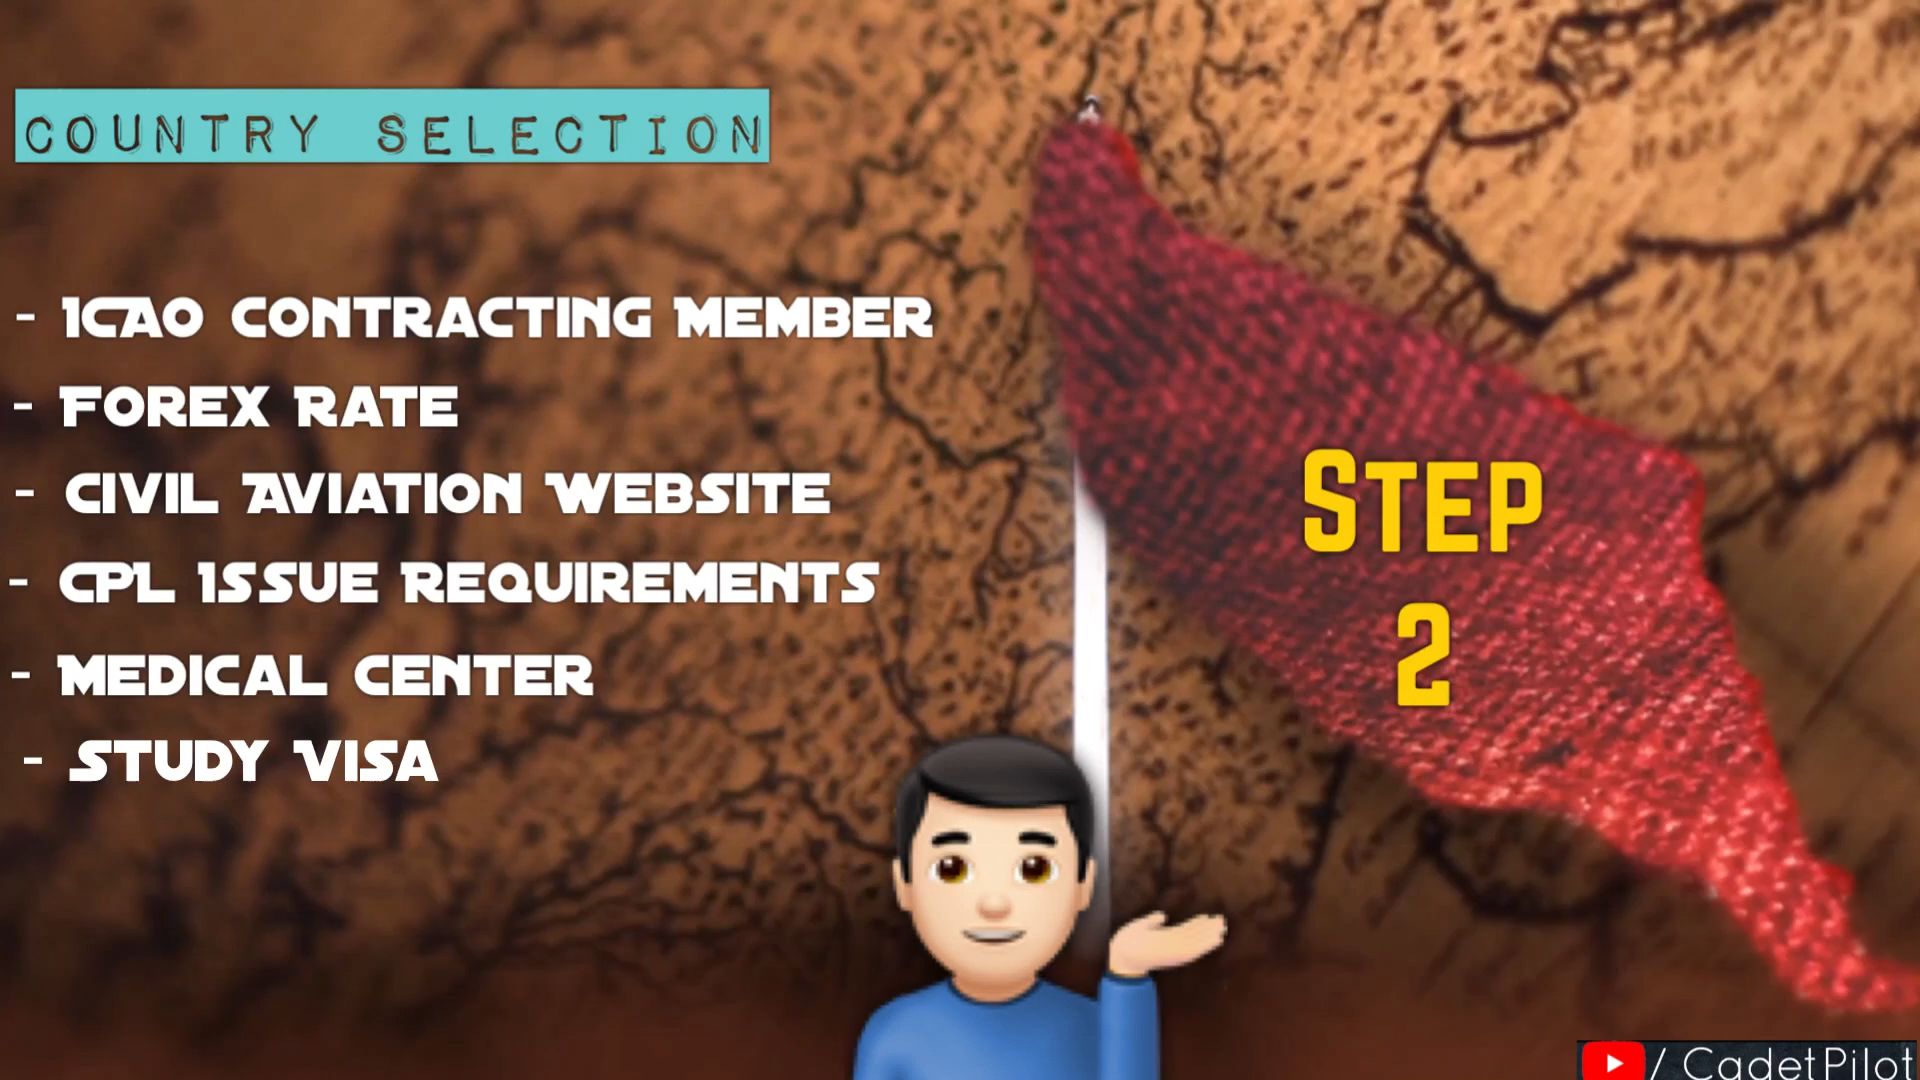 COUNTRY SELECTION
- ICAO Contracting Member
- Forex Rate
- Civil Aviation Website
- CPL Issue Requirements
- Medical Center
- Study Visa
Step
2
/ CadetPilot